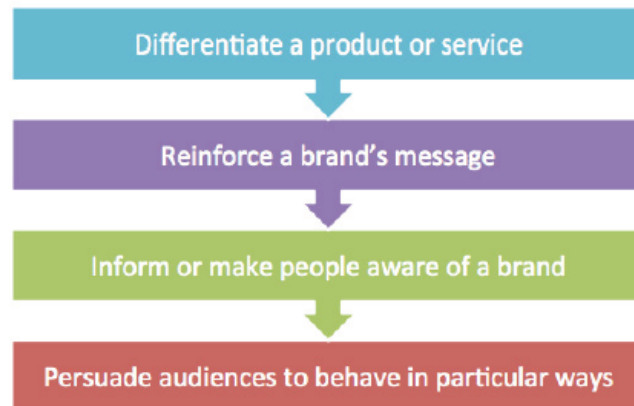 Differentiate a product or service
Reinforce a brand's message
Inform or make people aware of a brand
Persuade audiences to behave in particular ways